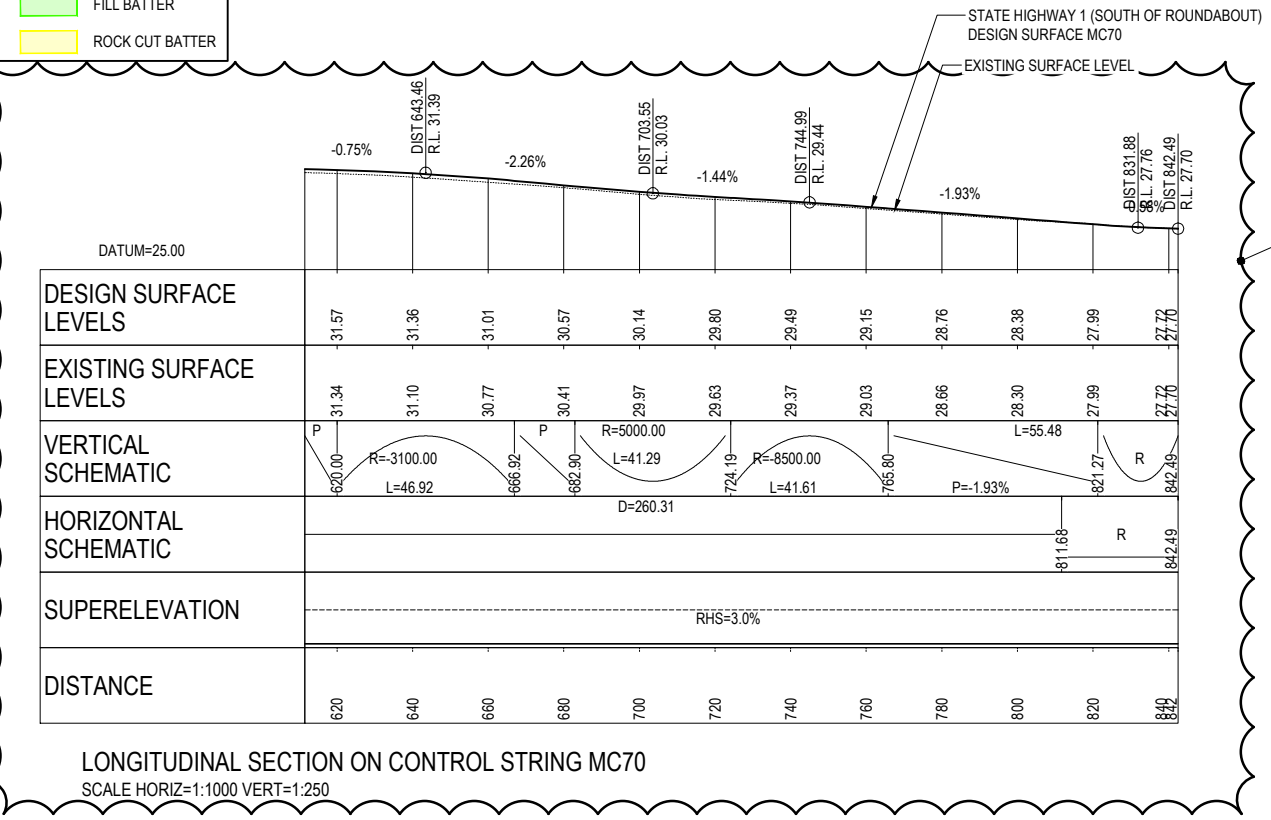 FILL BATTER
ROCK CUT BATTER
STATE HIGHWAY 1 (SOUTH OF ROUNDABOUT)
DESIGN SURFACE MC70
EXISTING SURFACE LEVEL
DIST 643.46
R.L. 31.39
DIST 703.55
R.L. 30.03
DIST 744.99
R.L. 29.44
DIST 831.88
R.L. 27.76
DIST 842.49
R.L. 27.70
-0.75%
-2.26%
-1.44%
-1.93%
DATUM=25.00
DESIGN SURFACE
LEVELS
31.57 31.36 31.01 30.57 30.14 29.80 29.49 29.15 28.76 28.38 27.99 27.72 27.70
EXISTING SURFACE
LEVELS
31.34 31.10 30.77 30.41 29.97 29.63 29.37 29.03 28.66 28.30 27.99 27.72 27.70
VERTICAL
SCHEMATIC
P
620.00
R=-3100.00
L=46.92
666.92
P
682.90
R=5000.00
L=41.29
724.19
R=-8500.00
L=41.61
765.80
L=55.48
P=-1.93%
821.27
R
842.49
HORIZONTAL
SCHEMATIC
D=260.31
811.68
R
842.49
SUPERELEVATION
RHS=3.0%
DISTANCE
620 640 660 680 700 720 740 760 780 800 820 840 842
LONGITUDINAL SECTION ON CONTROL STRING MC70
SCALE HORIZ=1:1000 VERT=1:250